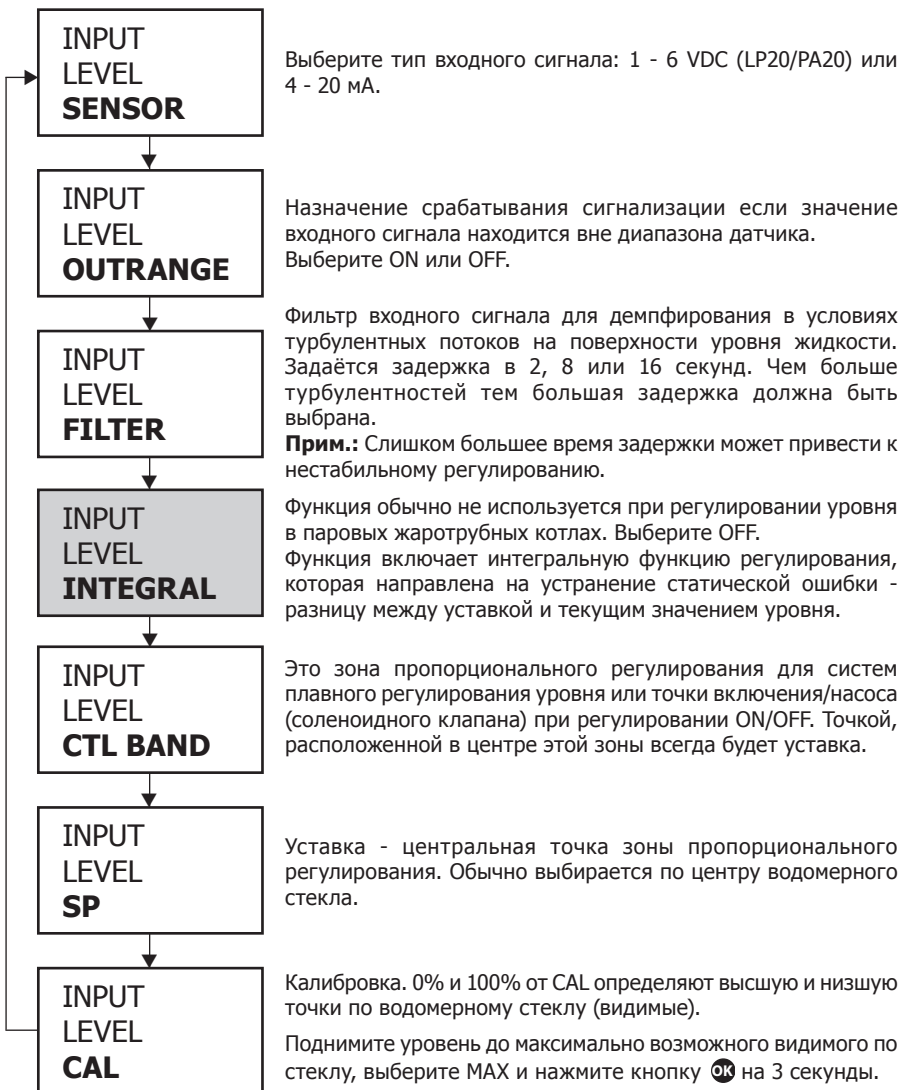 INPUT
LEVEL
SENSOR
Выберите тип входного сигнала: 1 - 6 VDC (LP20/PA20) или
4 - 20 мА.
INPUT
LEVEL
OUTRANGE
Назначение срабатывания сигнализации если значение
входного сигнала находится вне диапазона датчика.
Выберите ON или OFF.
INPUT
LEVEL
FILTER
Фильтр входного сигнала для демпфирования в условиях
турбулентных потоков на поверхности уровня жидкости.
Задаётся задержка в 2, 8 или 16 секунд. Чем больше
турбулентностей тем большая задержка должна быть
выбрана.
Прим.: Слишком большее время задержки может привести к
нестабильному регулированию.
INPUT
LEVEL
INTEGRAL
Функция обычно не используется при регулировании уровня
в паровых жаротрубных котлах. Выберите OFF.
Функция включает интегральную функцию регулирования,
которая направлена на устранение статической ошибки -
разницу между уставкой и текущим значением уровня.
INPUT
LEVEL
CTL BAND
Это зона пропорционального регулирования для систем
плавного регулирования уровня или точки включения/насоса
(соленоидного клапана) при регулировании ON/OFF. Точкой,
расположенной в центре этой зоны всегда будет уставка.
INPUT
LEVEL
SP
Уставка - центральная точка зоны пропорционального
регулирования. Обычно выбирается по центру водомерного
стекла.
INPUT
LEVEL
CAL
Калибровка. 0% и 100% от CAL определяют высшую и низшую
точки по водомерному стеклу (видимые).
Поднимите уровень до максимально возможного видимого по
стеклу, выберите MAX и нажмите кнопку OK на 3 секунды.